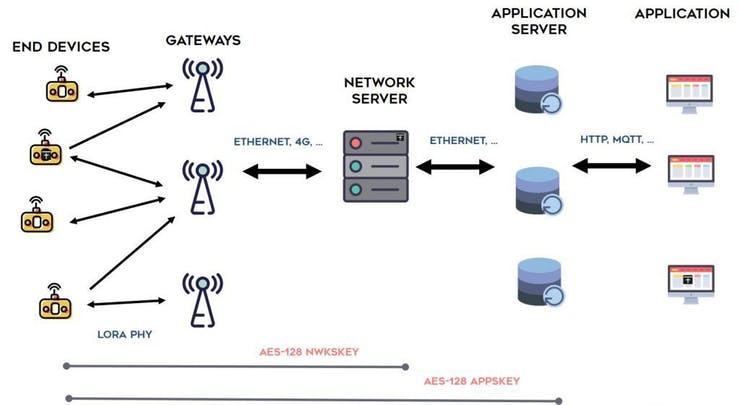 END DEVICES
GATEWAYS
NETWORK
SERVER
APPLICATION
SERVER
APPLICATION
ETHERNET, 4G, ...
ETHERNET, ...
HTTP, MQTT, ...
LORA PHY
AES-128 NWKSKEY
AES-128 APPSKEY